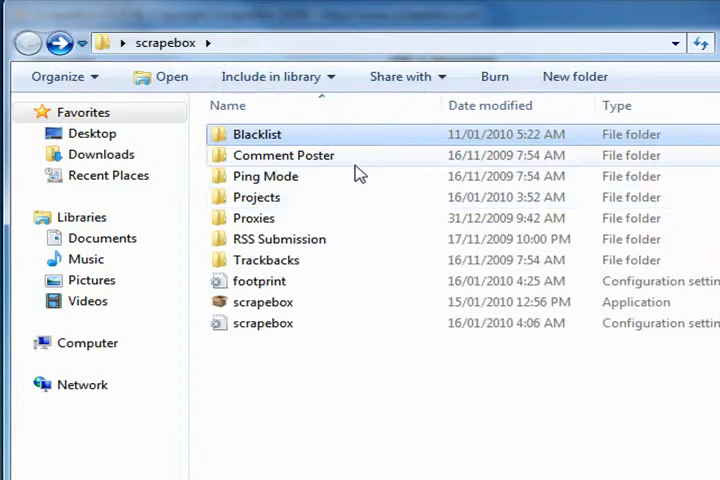 scrapebox
Organize Open Include in library Share with Burn New folder
Favorites
Desktop
Downloads
Recent Places
Libraries
Documents
Music
Pictures
Videos
Computer
Network
Name Date modified Type
Blacklist 11/01/2010 5:22 AM File folder
Comment Poster 16/11/2009 7:54 AM File folder
Ping Mode 16/11/2009 7:54 AM File folder
Projects 16/01/2010 3:52 AM File folder
Proxies 31/12/2009 9:42 AM File folder
RSS Submission 17/11/2009 10:00 PM File folder
Trackbacks 16/11/2009 7:54 AM File folder
footprint 16/01/2010 4:25 AM Configuration settin
scrapebox 15/01/2010 12:56 PM Application
scrapebox 16/01/2010 4:06 AM Configuration settin